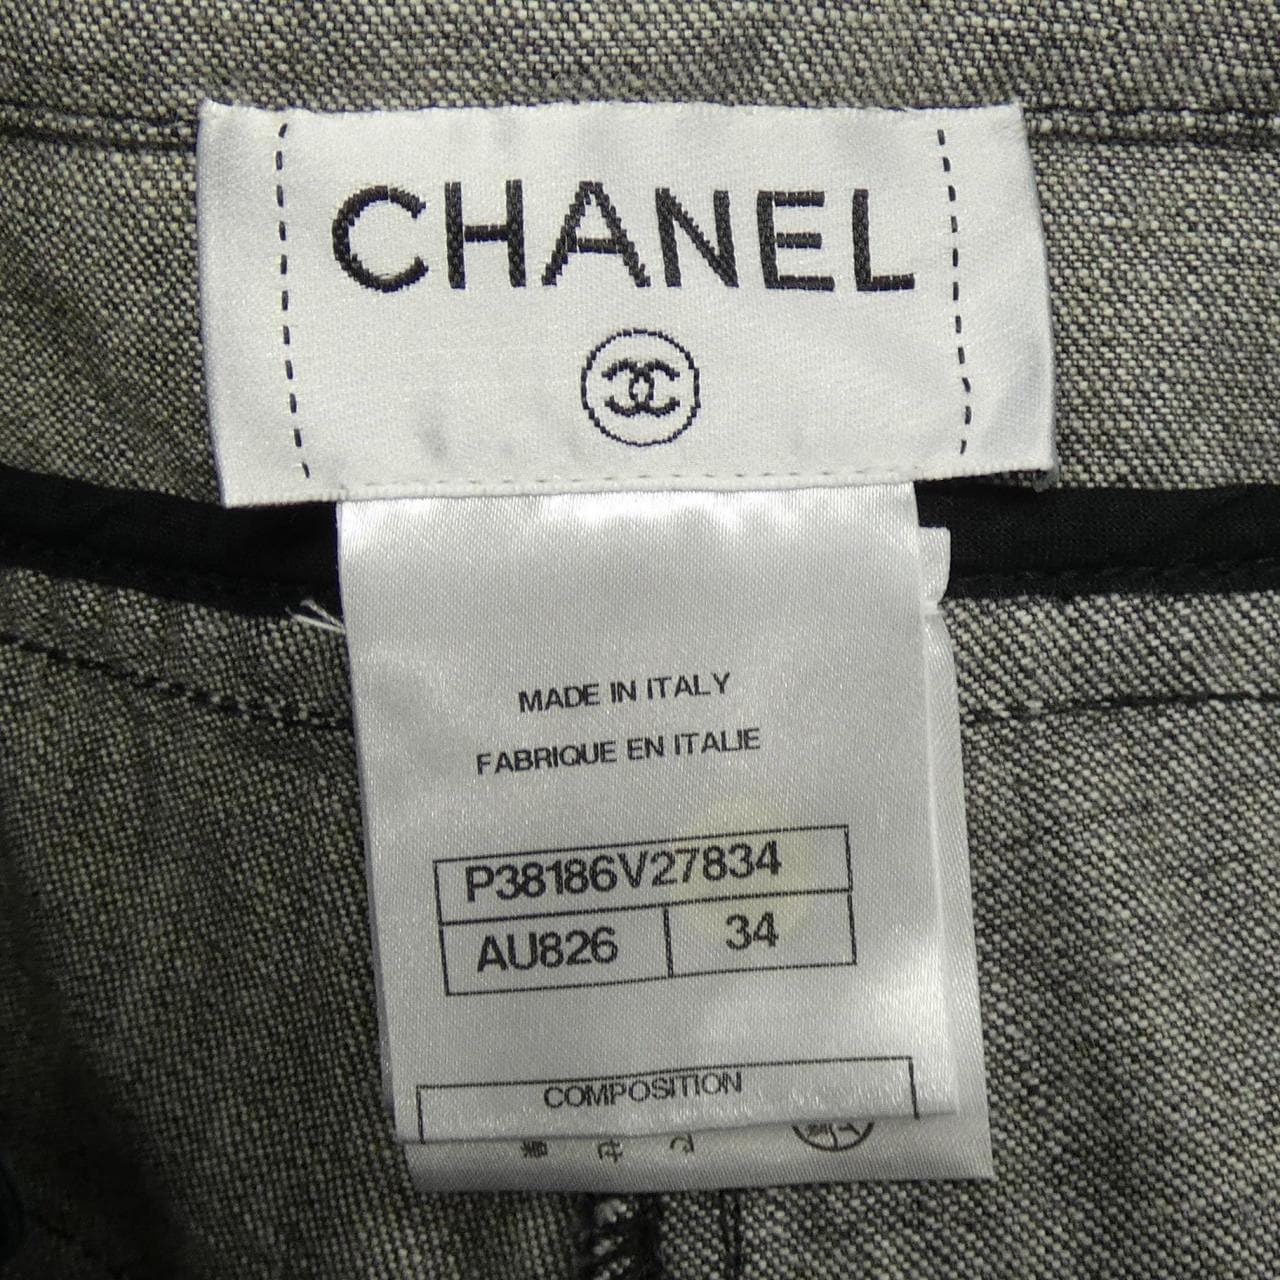 CHANEL
MADE IN ITALY
FABRIQUE EN ITALIE
P38186V27834
AU826 34
COMPOSITION